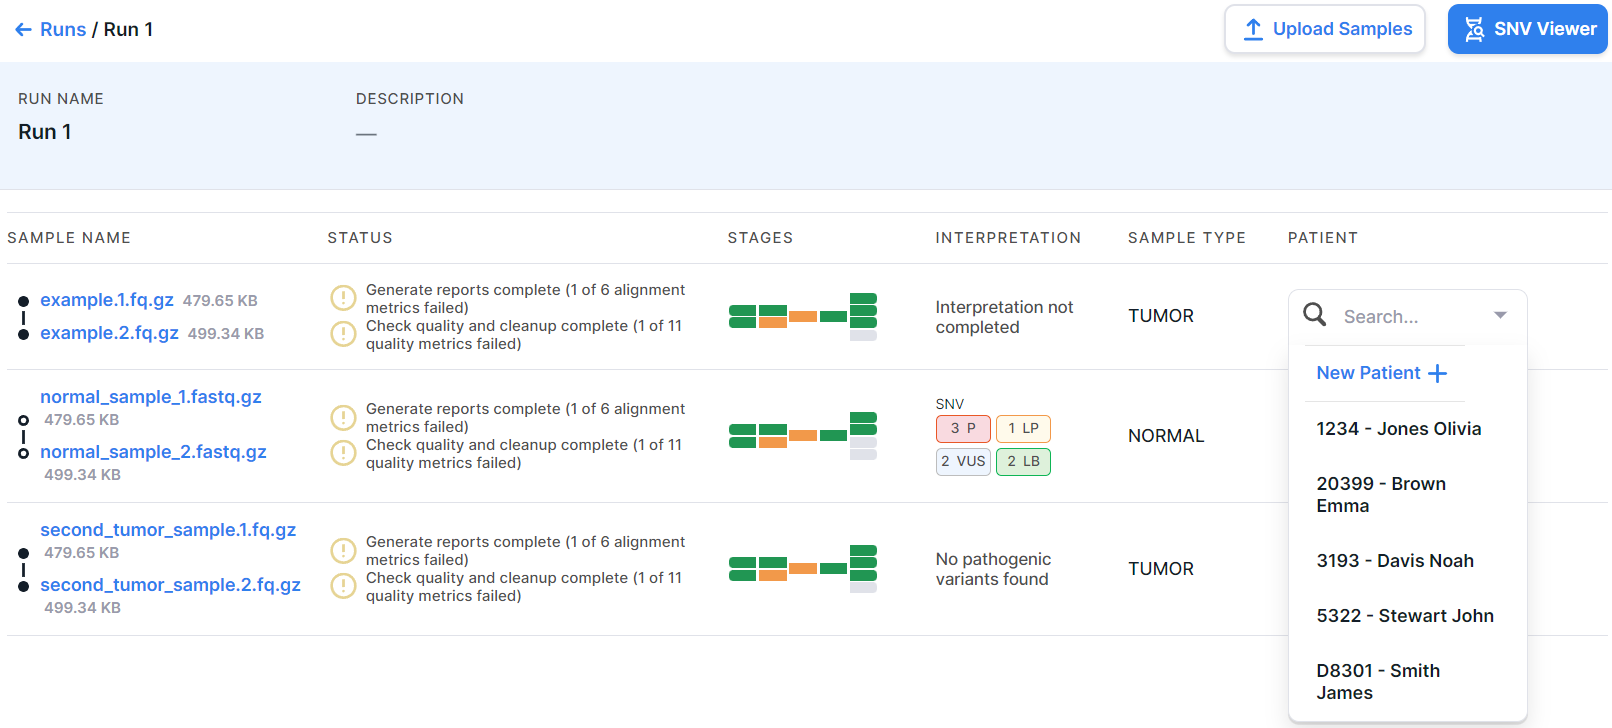 Runs / Run 1
Upload Samples
SNV Viewer
RUN NAME
DESCRIPTION
Run 1
—
SAMPLE NAME
STATUS
STAGES
INTERPRETATION
SAMPLE TYPE
PATIENT
example.1.fq.gz 479.65 KB
example.2.fq.gz 499.34 KB
Generate reports complete (1 of 6 alignment
metrics failed)
Check quality and cleanup complete (1 of 11
quality metrics failed)
Interpretation not
completed
TUMOR
normal_sample_1.fastq.gz
479.65 KB
normal_sample_2.fastq.gz
499.34 KB
Generate reports complete (1 of 6 alignment
metrics failed)
Check quality and cleanup complete (1 of 11
quality metrics failed)
SNV
3 P
1 LP
2 VUS
2 LB
NORMAL
second_tumor_sample.1.fq.gz
479.65 KB
second_tumor_sample.2.fq.gz
499.34 KB
Generate reports complete (1 of 6 alignment
metrics failed)
Check quality and cleanup complete (1 of 11
quality metrics failed)
No pathogenic
variants found
TUMOR
Search...
New Patient +
1234 - Jones Olivia
20399 - Brown
Emma
3193 - Davis Noah
5322 - Stewart John
D8301 - Smith
James